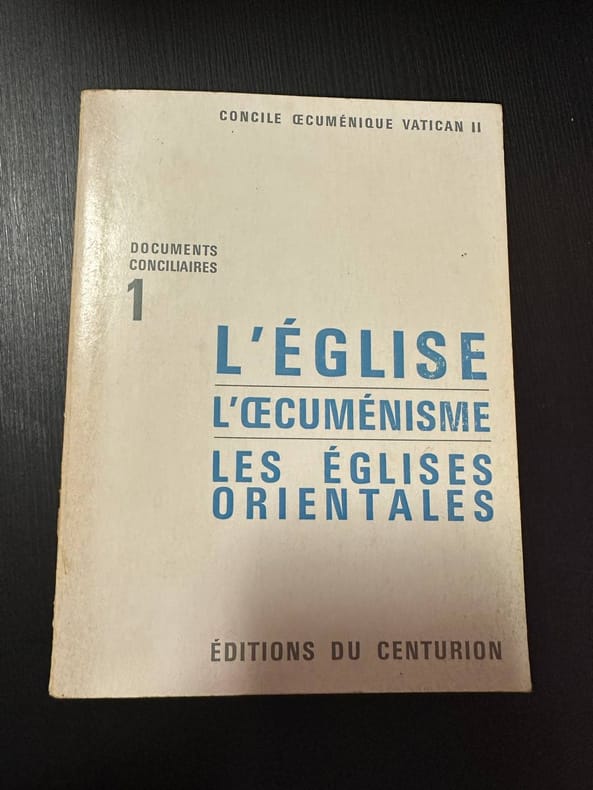 CONCILE ŒCUMÉNIQUE VATICAN II
DOCUMENTS
CONCILIAIRES
1
L'ÉGLISE
L'ŒCUMÉNISME
LES ÉGLISES
ORIENTALES
ÉDITIONS DU CENTURION